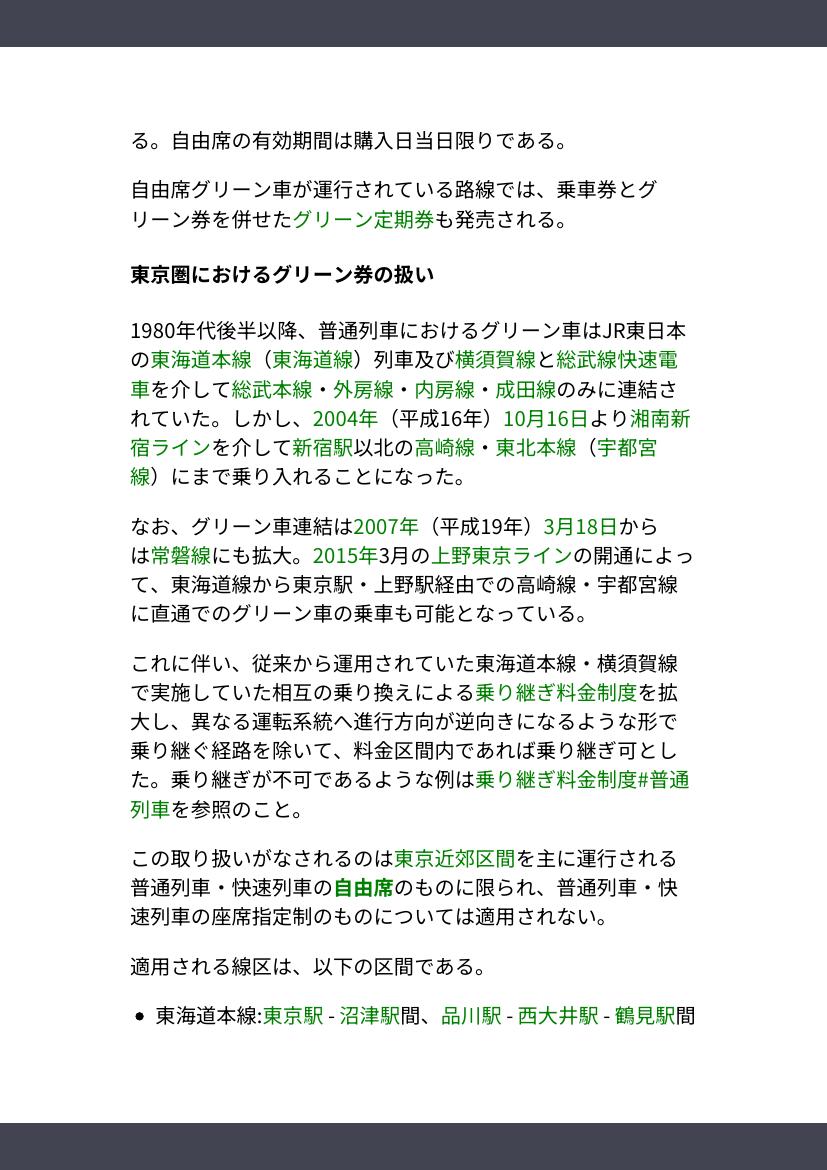 る。自由席の有効期間は購入日当日限りである。
自由席グリーン車が運行されている路線では、乗車券とグ
リーン券を併せたグリーン定期券も発売される。
東京圏におけるグリーン券の扱い
1980年代後半以降、普通列車におけるグリーン車はJR東日本
の東海道本線（東海道線）列車及び横須賀線と総武線快速電
車を介して総武本線・外房線・内房線・成田線のみに連結さ
れていた。しかし、2004年（平成16年）10月16日より湘南新
宿ラインを介して新宿駅以北の高崎線・東北本線（宇都宮
線）にまで乗り入れることになった。
なお、グリーン車連結は2007年（平成19年）3月18日から
は常磐線にも拡大。2015年3月の上野東京ラインの開通によっ
て、東海道線から東京駅・上野駅経由での高崎線・宇都宮線
に直通でのグリーン車の乗車も可能となっている。
これに伴い、従来から運用されていた東海道本線・横須賀線
で実施していた相互の乗り換えによる乗り継ぎ料金制度を拡
大し、異なる運転系統へ進行方向が逆向きになるような形で
乗り継ぐ経路を除いて、料金区間内であれば乗り継ぎ可とし
た。乗り継ぎが不可であるような例は乗り継ぎ料金制度#普通
列車を参照のこと。
この取り扱いがなされるのは東京近郊区間を主に運行される
普通列車・快速列車の自由席のものに限られ、普通列車・快
速列車の座席指定制のものについては適用されない。
適用される線区は、以下の区間である。
• 東海道本線:東京駅 - 沼津駅間、品川駅 - 西大井駅 - 鶴見駅間